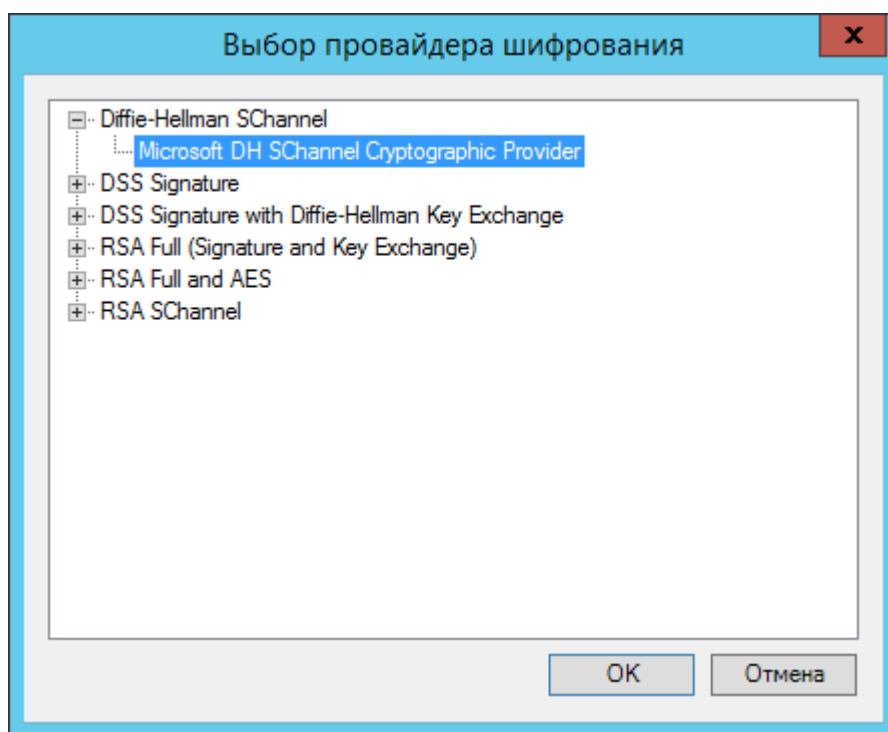 Выбор провайдера шифрования
x
Diffie-Hellman SChannel
Microsoft DH SChannel Cryptographic Provider
DSS Signature
DSS Signature with Diffie-Hellman Key Exchange
RSA Full (Signature and Key Exchange)
RSA Full and AES
RSA SChannel
OK Отмена